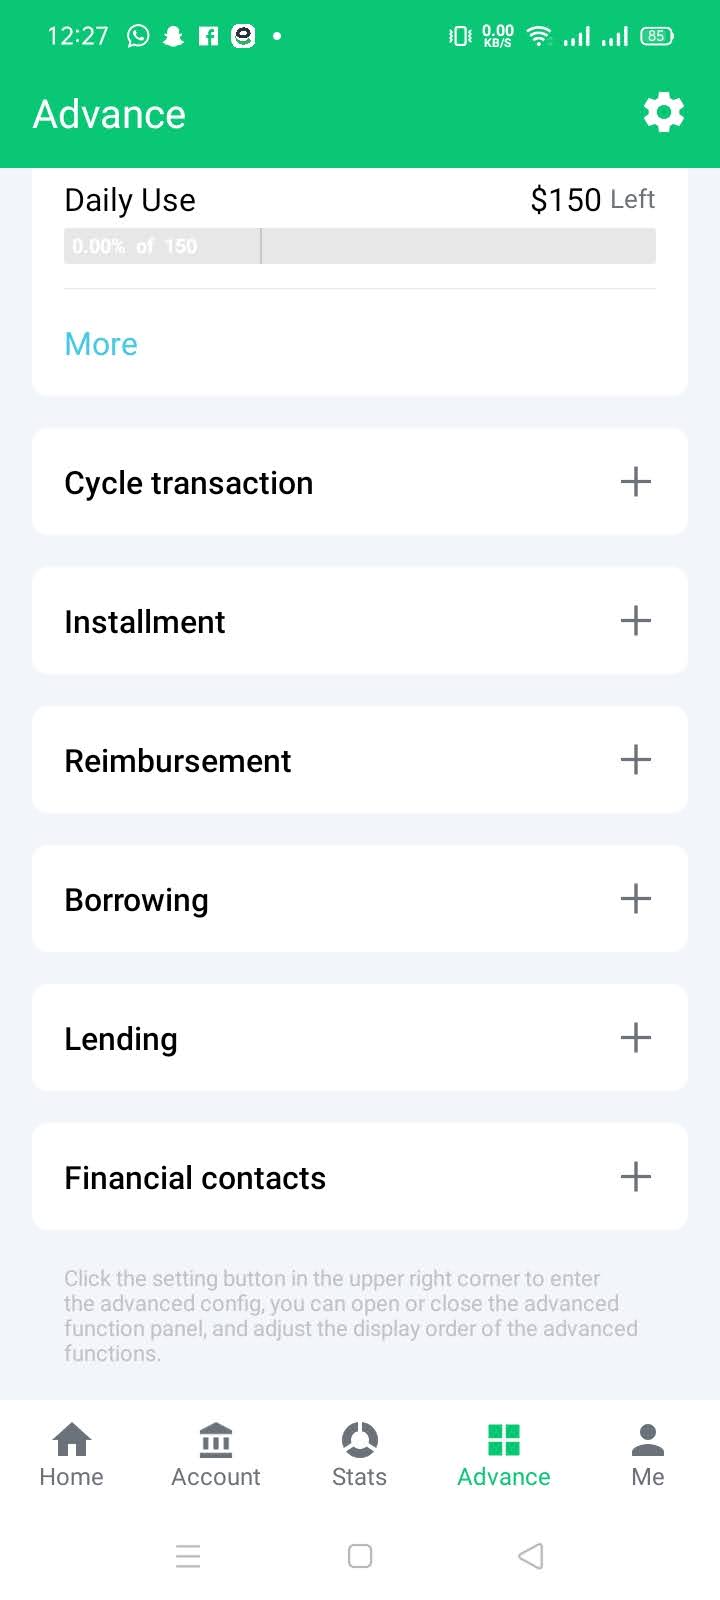 12:27 0.00 KB/S 85
Advance
Daily Use $150 Left
0.00% of 150
More
Cycle transaction
Installment
Reimbursement
Borrowing
Lending
Financial contacts
Click the setting button in the upper right corner to enter
the advanced config, you can open or close the advanced
function panel, and adjust the display order of the advanced
functions.
Home Account Stats Advance Me